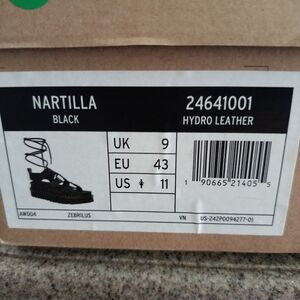 NARTILLA 24641001
BLACK HYDRO LEATHER
UK 9
EU 43
US 11
1 90665 21405 5
AW004 ZEBRILUS VN US-242P0094277-01